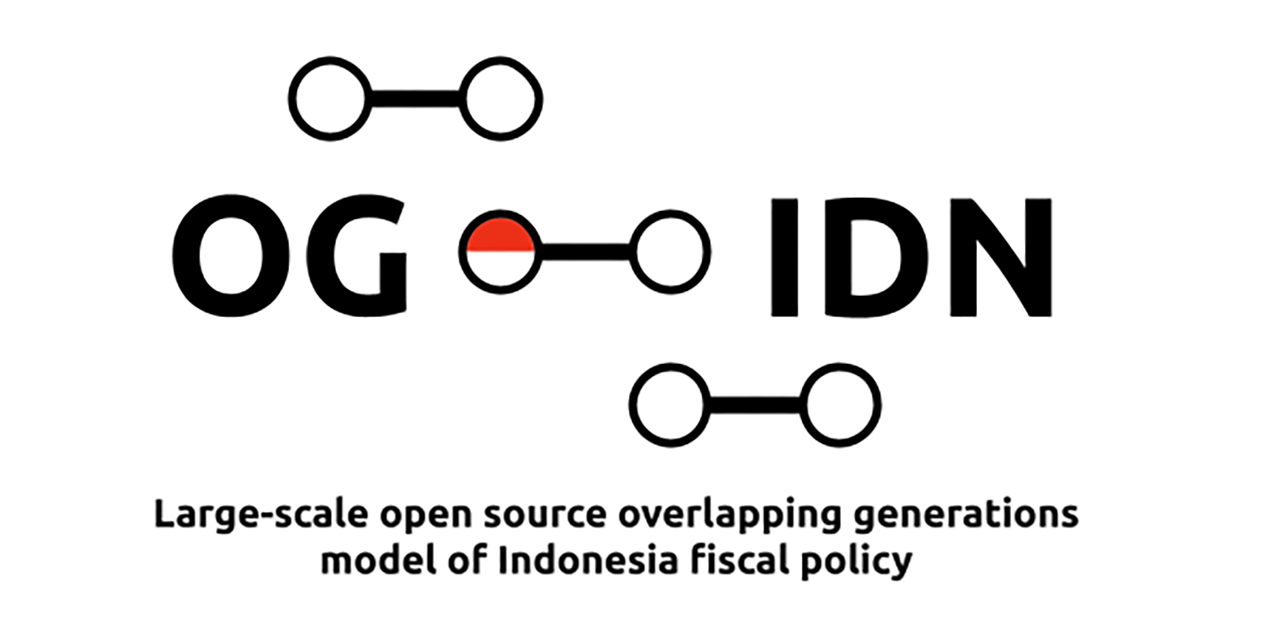 OG IDN
Large-scale open source overlapping generations
model of Indonesia fiscal policy